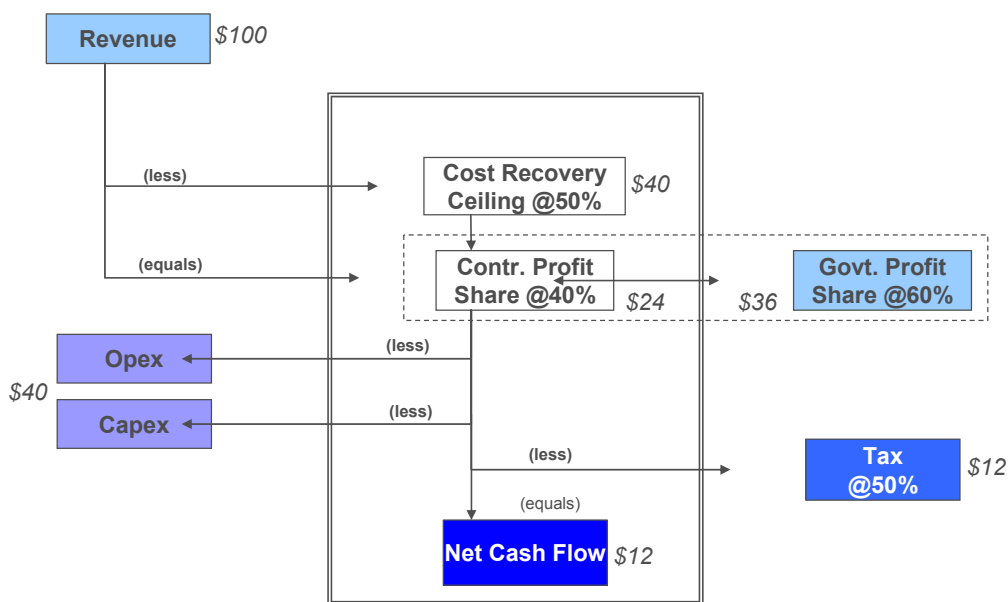 Revenue
$100
(less)
Cost Recovery
Ceiling @50%
$40
(equals)
Contr. Profit
Share @40%
$24
$36
Govt. Profit
Share @60%
Opex
(less)
$40
Capex
(less)
(less)
Tax
@50%
$12
(equals)
Net Cash Flow
$12